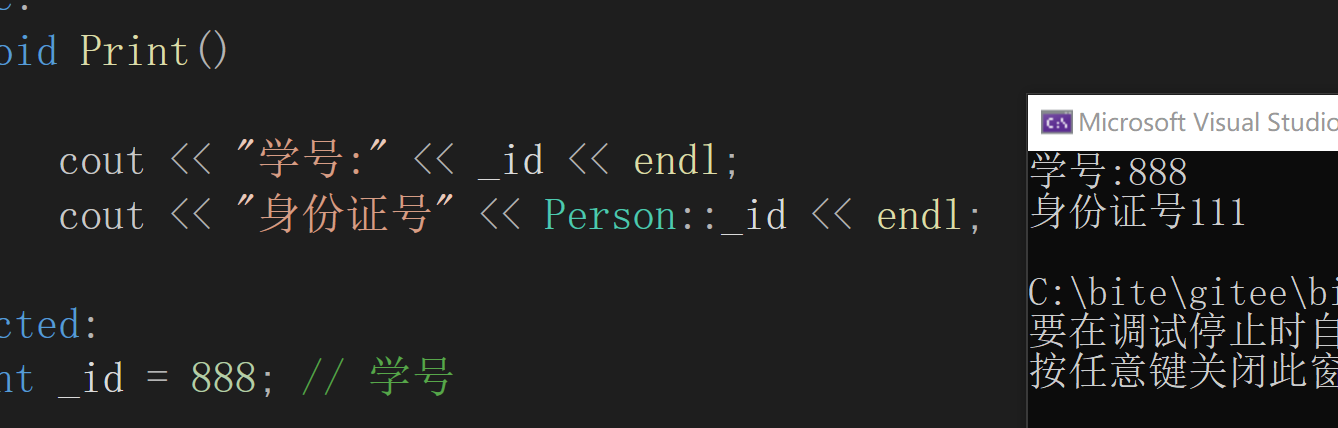 oid Print()
cout << "学号:" << _id << endl;
cout << "身份证号" << Person::_id << endl;
cted:
nt _id = 888; // 学号
Microsoft Visual Studio
学号:888
身份证号111
C:\bite\gitee\bi
要在调试停止时自
按任意键关闭此窗